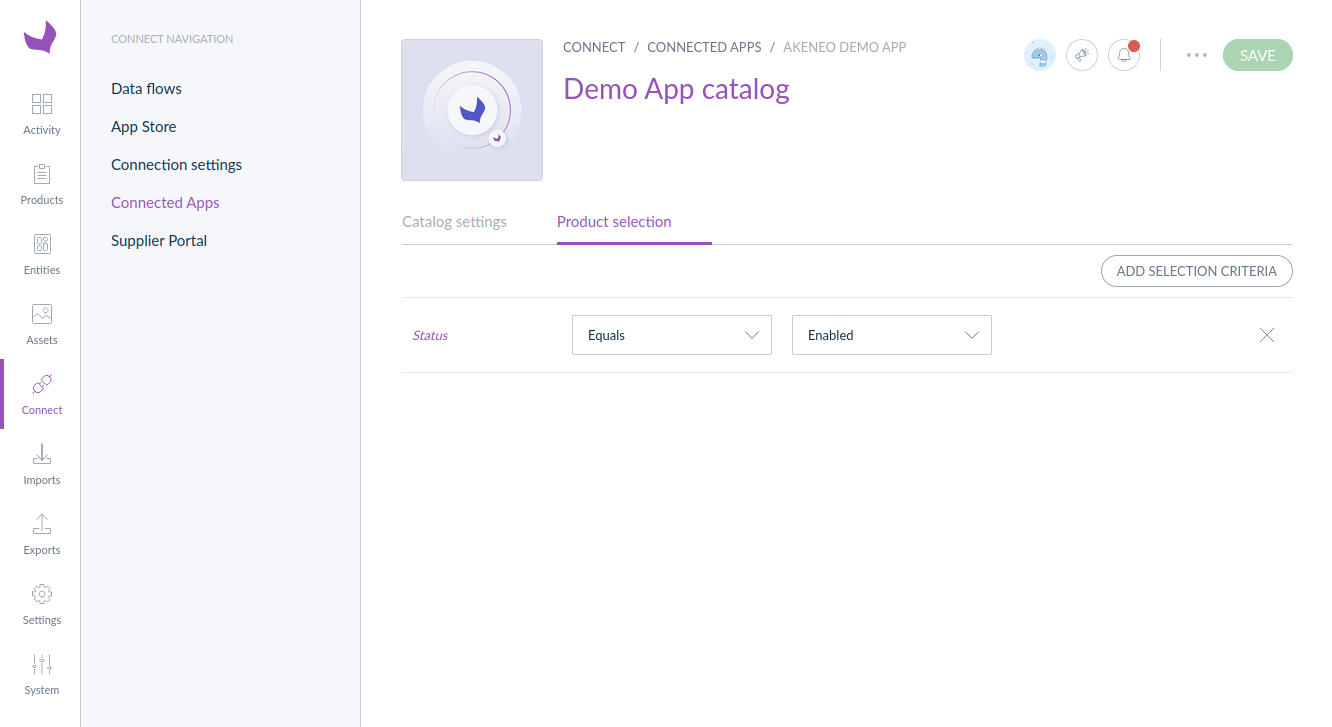 Activity
Products
Entities
Assets
Connect
Imports
Exports
Settings
System
CONNECT NAVIGATION
Data flows
App Store
Connection settings
Connected Apps
Supplier Portal
CONNECT / CONNECTED APPS / AKENEO DEMO APP
SAVE
Demo App catalog
Catalog settings Product selection
ADD SELECTION CRITERIA
Status Equals Enabled